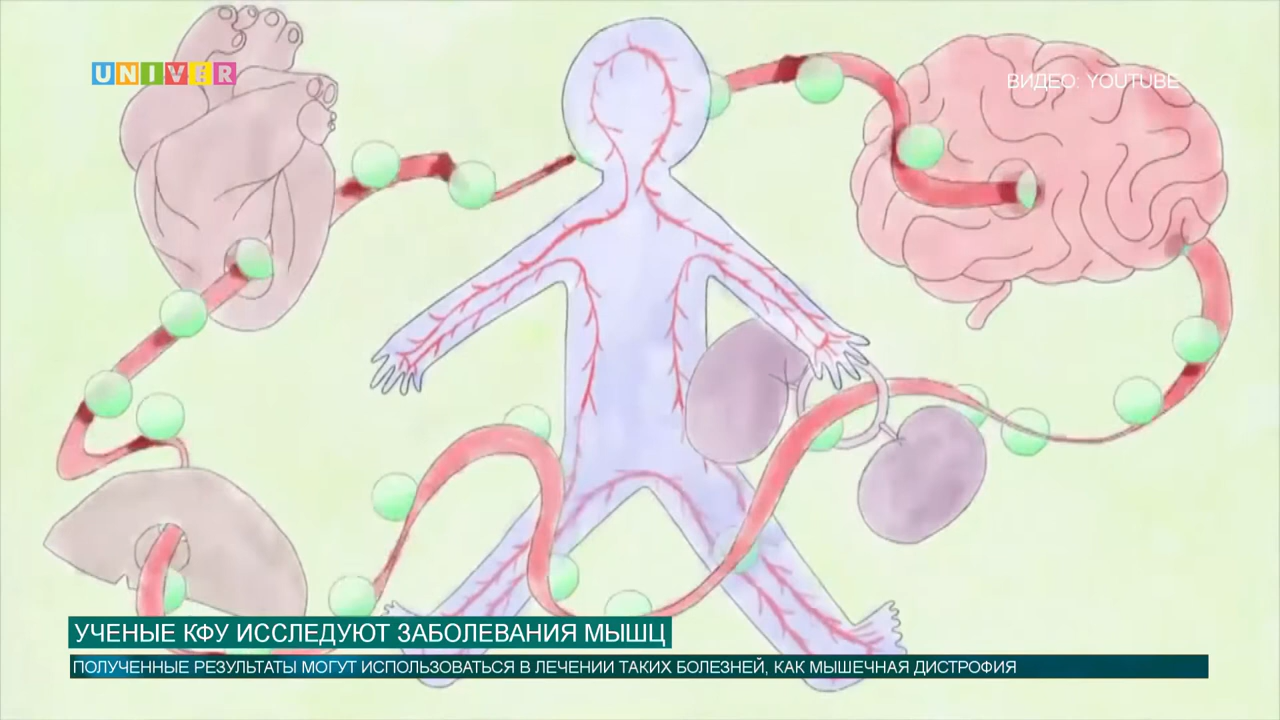 UNIVER
ВИДЕО: YOUTUBE
УЧЕНЫЕ КФУ ИССЛЕДУЮТ ЗАБОЛЕВАНИЯ МЫШЦ
ПОЛУЧЕННЫЕ РЕЗУЛЬТАТЫ МОГУТ ИСПОЛЬЗОВАТЬСЯ В ЛЕЧЕНИИ ТАКИХ БОЛЕЗНЕЙ, КАК МЫШЕЧНАЯ ДИСТРОФИЯ